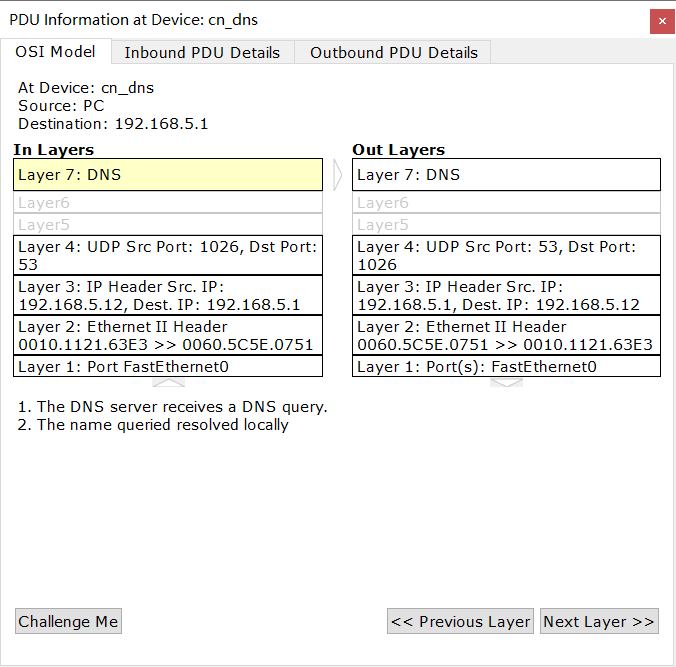 PDU Information at Device: cn_dns
×
OSI Model
Inbound PDU Details
Outbound PDU Details
At Device: cn_dns
Source: PC
Destination: 192.168.5.1
In Layers
Layer 7: DNS
Layer6
Layer5
Layer 4: UDP Src Port: 1026, Dst Port:
53
Layer 3: IP Header Src. IP:
192.168.5.12, Dest. IP: 192.168.5.1
Layer 2: Ethernet II Header
0010.1121.63E3 >> 0060.5C5E.0751
Layer 1: Port FastEthernet0
Out Layers
Layer 7: DNS
Layer6
Layer5
Layer 4: UDP Src Port: 53, Dst Port:
1026
Layer 3: IP Header Src. IP:
192.168.5.1, Dest. IP: 192.168.5.12
Layer 2: Ethernet II Header
0060.5C5E.0751 >> 0010.1121.63E3
Layer 1: Port(s): FastEthernet0
1. The DNS server receives a DNS query.
2. The name queried resolved locally
Challenge Me
<< Previous Layer
Next Layer >>